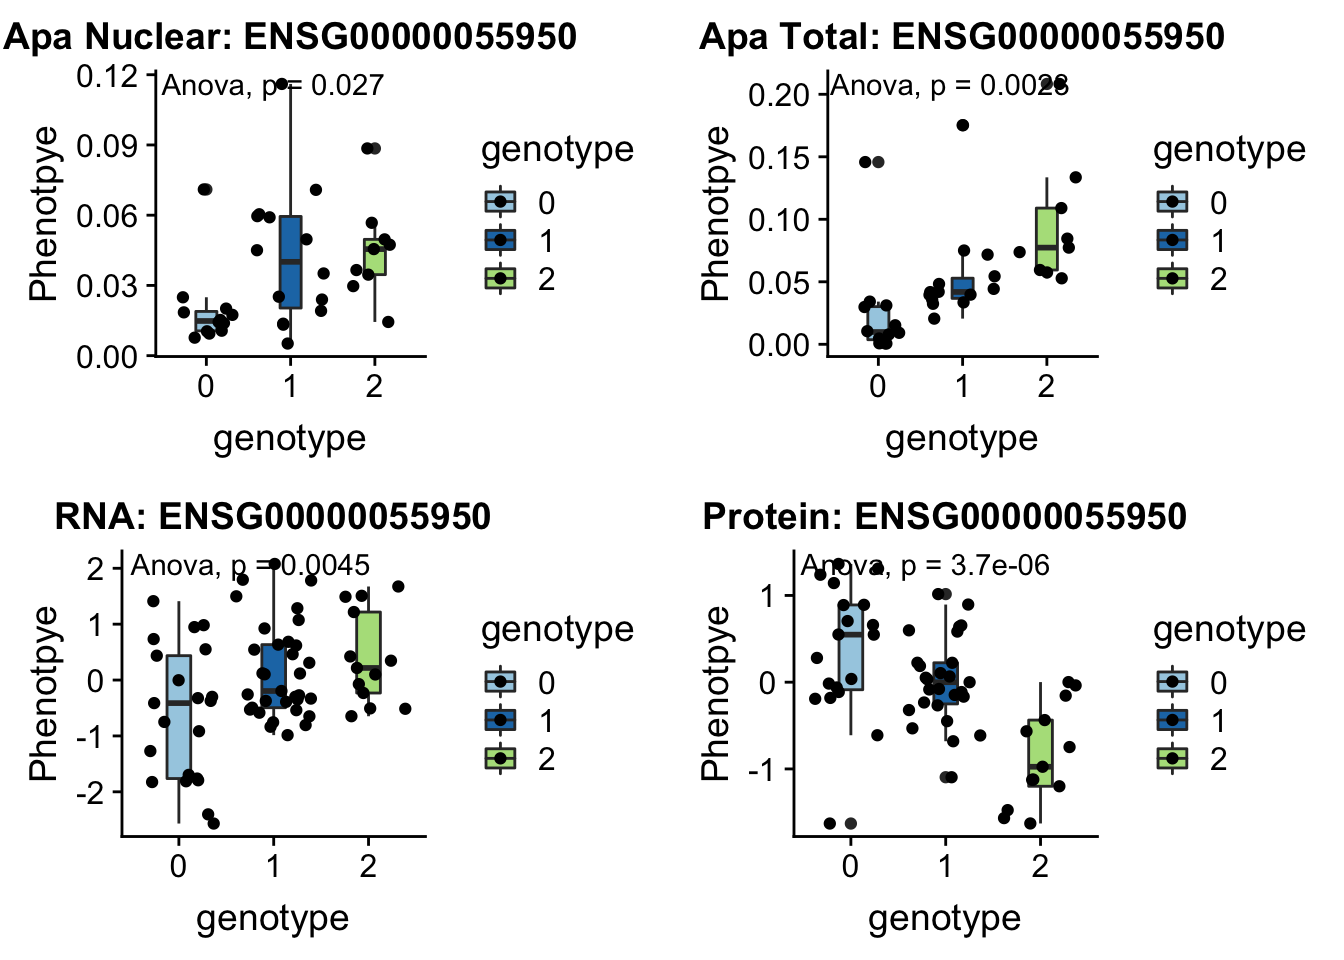 Apa Nuclear: ENSG00000055950
Anova, p = 0.027
Phenotpye
0.12
0.09
0.06
0.03
0.00
0 1 2
genotype
genotype
0
1
2
Apa Total: ENSG00000055950
Anova, p = 0.0023
Phenotpye
0.20
0.15
0.10
0.05
0.00
0 1 2
genotype
genotype
0
1
2
RNA: ENSG00000055950
Anova, p = 0.0045
Phenotpye
2
1
0
-1
-2
0 1 2
genotype
genotype
0
1
2
Protein: ENSG00000055950
Anova, p = 3.7e-06
Phenotpye
1
0
-1
0 1 2
genotype
genotype
0
1
2